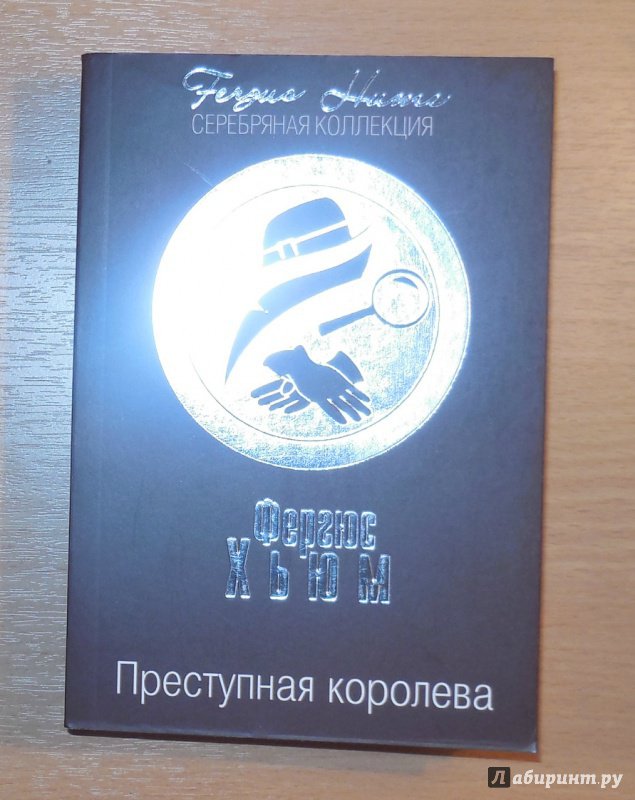 Fergus Hume
СЕРЕБРЯНАЯ КОЛЛЕКЦИЯ
Фергюс
ХЬЮМ
Преступная королева
Лабиринт.ру